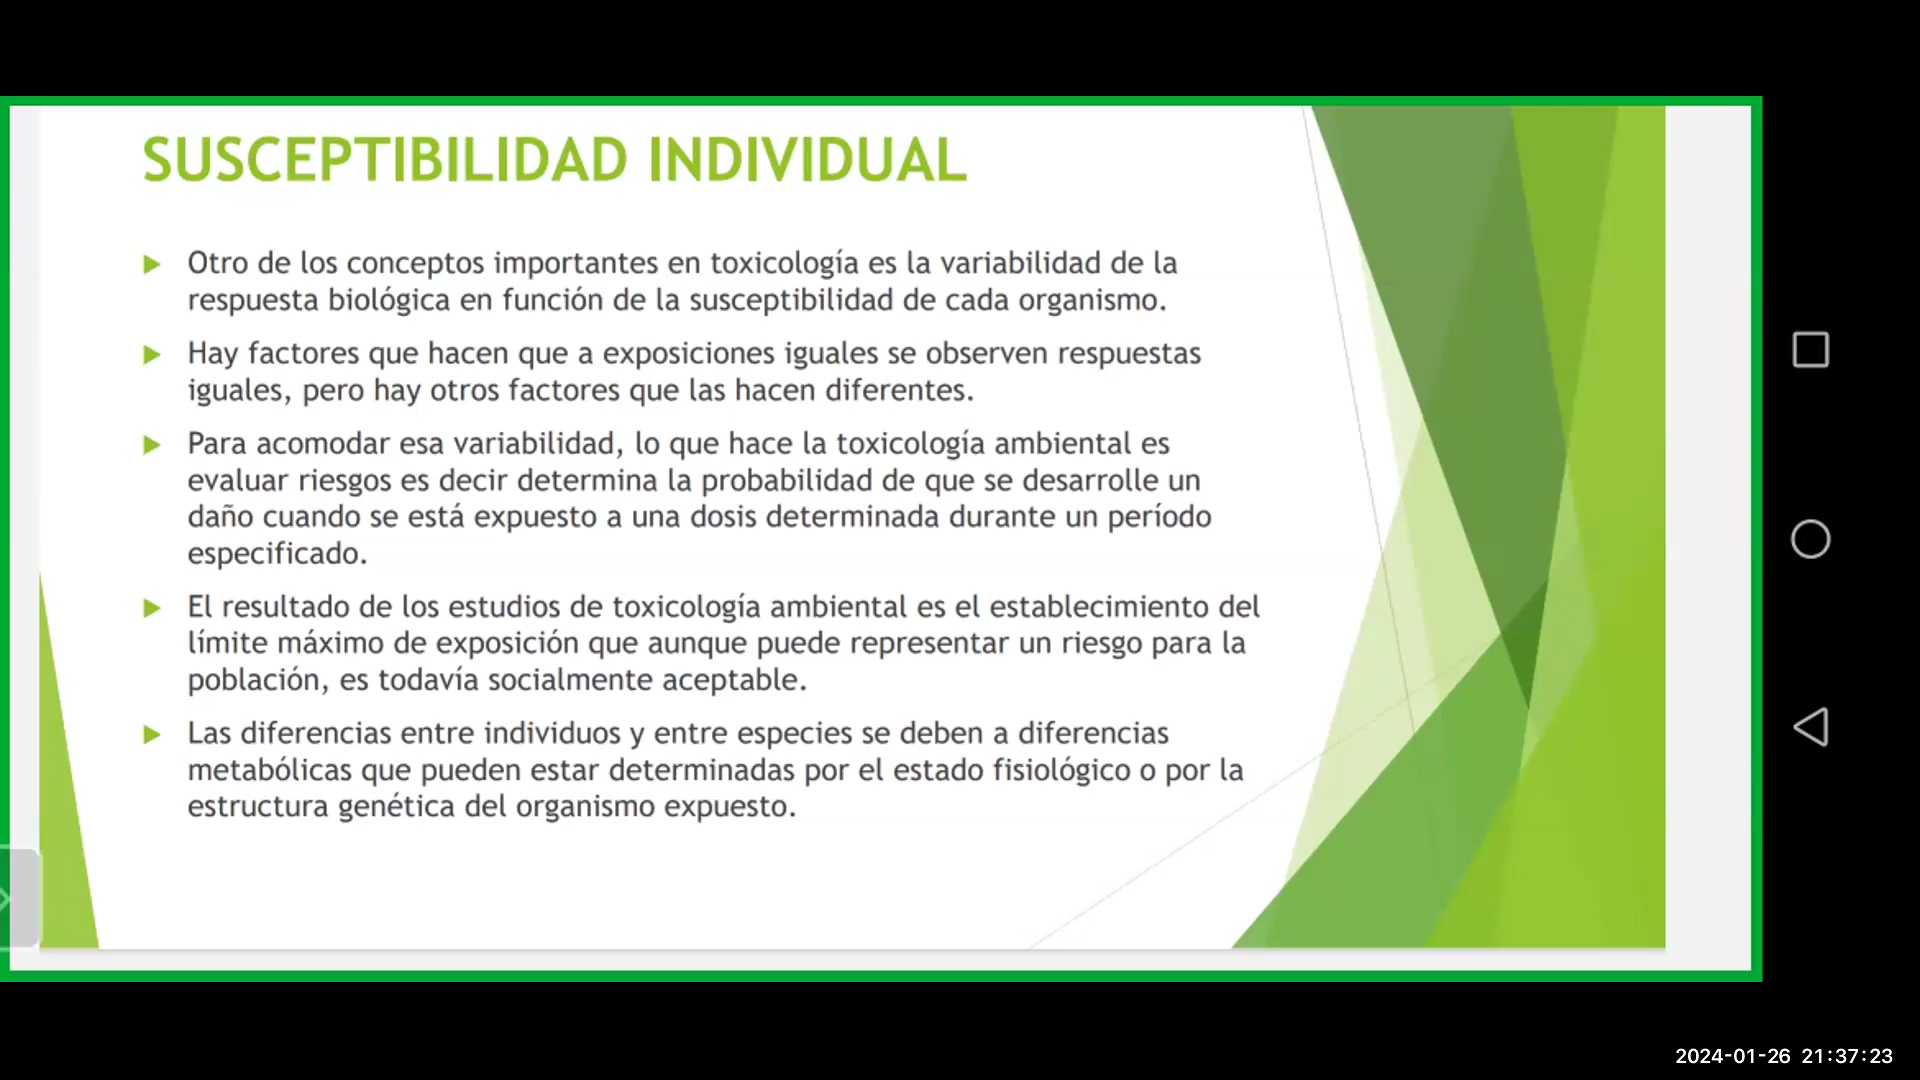 SUSCEPTIBILIDAD INDIVIDUAL
Otro de los conceptos importantes en toxicología es la variabilidad de la
respuesta biológica en función de la susceptibilidad de cada organismo.
Hay factores que hacen que a exposiciones iguales se observen respuestas
iguales, pero hay otros factores que las hacen diferentes.
Para acomodar esa variabilidad, lo que hace la toxicología ambiental es
evaluar riesgos es decir determina la probabilidad de que se desarrolle un
daño cuando se está expuesto a una dosis determinada durante un período
especificado.
El resultado de los estudios de toxicología ambiental es el establecimiento del
límite máximo de exposición que aunque puede representar un riesgo para la
población, es todavía socialmente aceptable.
Las diferencias entre individuos y entre especies se deben a diferencias
metabólicas que pueden estar determinadas por el estado fisiológico o por la
estructura genética del organismo expuesto.
2024-01-26 21:37:23